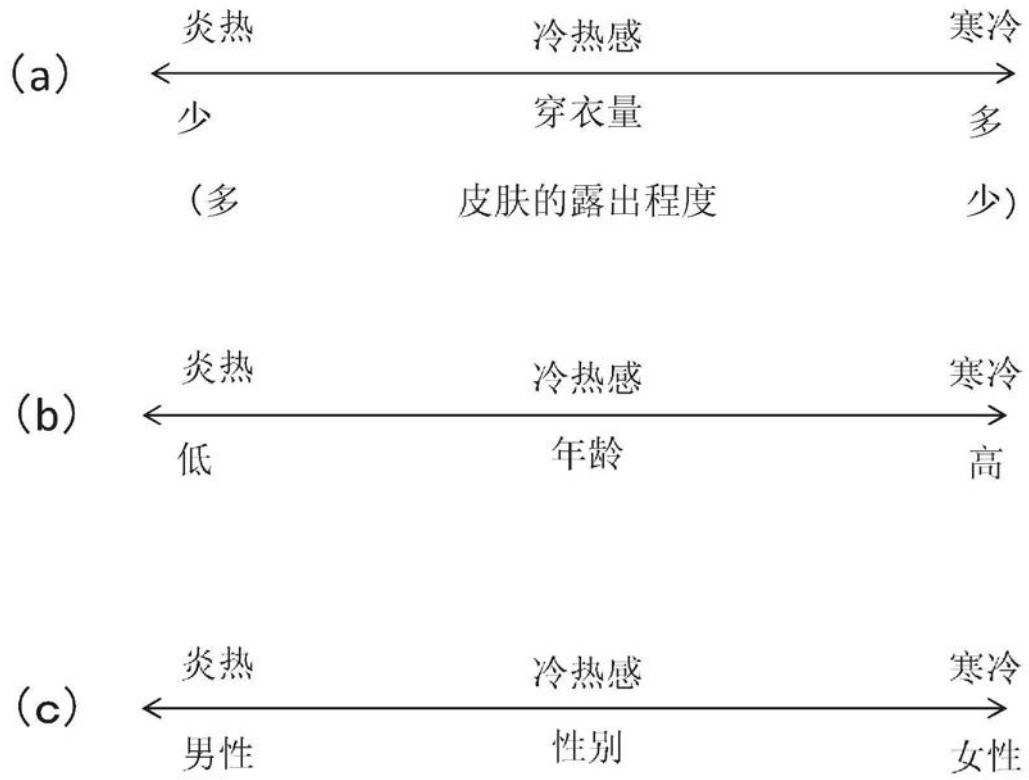 (a)
炎热 冷热感 寒冷
少 穿衣量 多
(多 皮肤的露出程度 少)
(b)
炎热 冷热感 寒冷
低 年龄 高
(c)
炎热 冷热感 寒冷
男性 性别 女性